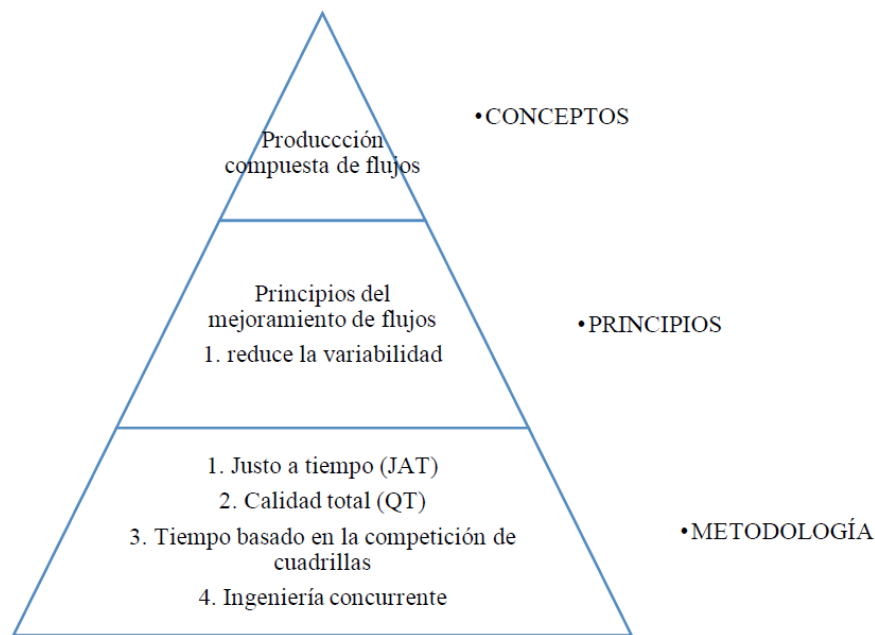 Produccción
compuesta de flujos
•CONCEPTOS
Principios del
mejoramiento de flujos
1. reduce la variabilidad
•PRINCIPIOS
1. Justo a tiempo (JAT)
2. Calidad total (QT)
3. Tiempo basado en la competición de
cuadrillas
4. Ingeniería concurrente
•METODOLOGÍA